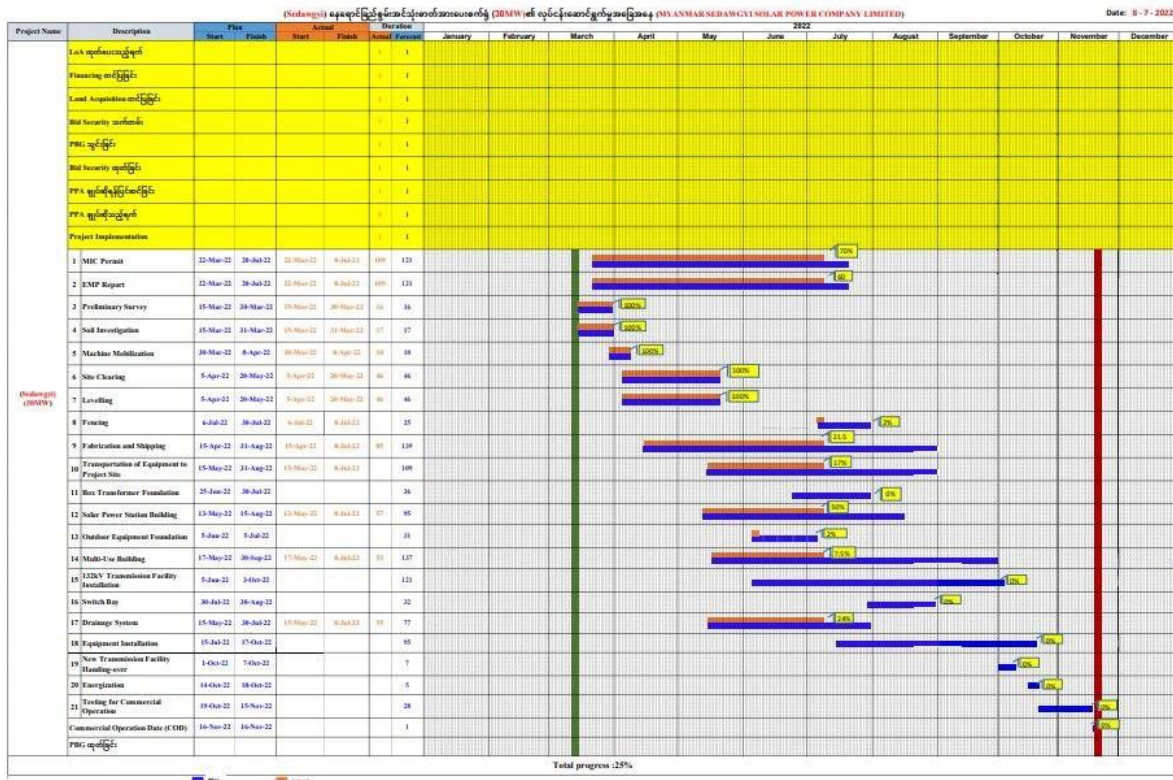 (Sedawgyi) နေရောင်ခြည်စွမ်းအင်သုံးဓာတ်အားပေးစက်ရုံ (30MW)၏ လုပ်ငန်းဆောင်ရွက်မှုအခြေအနေ (MYANMAR SEDAWGYI SOLAR POWER COMPANY LIMITED)
Date: 8-7-2022
Project Name Description Plan Actual Duration 2022
Start Finish Start Finish Actual Forecast January February March April May June July August September October November December
LoA ထုတ်ပေးသည့်ရက် 1
Financing တင်ပြခြင်း 1
Land Acquisition တင်ပြခြင်း 1
Bid Security သက်တမ်း 1
PBG သွင်းခြင်း 1
Bid Security ထုတ်ခြင်း 1
PPA ချုပ်ဆိုရန်ပြင်ဆင်ခြင်း 1
PPA ချုပ်ဆိုသည့်ရက် 1
Project Implementation 1
(Sedawgyi)
(30MW)
1 MIC Permit 22-Mar-22 20-Jul-22 22-Mar-22 8-Jul-22 109 121 70%
2 EMP Report 22-Mar-22 20-Jul-22 22-Mar-22 8-Jul-22 109 121 60
3 Preliminary Survey 15-Mar-22 30-Mar-22 15-Mar-22 30-Mar-22 16 16 100%
4 Soil Investigation 15-Mar-22 31-Mar-22 15-Mar-22 31-Mar-22 17 17 100%
5 Machine Mobilization 30-Mar-22 8-Apr-22 30-Mar-22 8-Apr-22 10 10 100%
6 Site Clearing 5-Apr-22 20-May-22 5-Apr-22 20-May-22 46 46 100%
7 Levelling 5-Apr-22 20-May-22 5-Apr-22 20-May-22 46 46 100%
8 Fencing 6-Jul-22 30-Jul-22 6-Jul-22 8-Jul-22 25 2%
9 Fabrication and Shipping 15-Apr-22 31-Aug-22 15-Apr-22 8-Jul-22 85 139 21.5
10 Transportation of Equipment to
Project Site 15-May-22 31-Aug-22 15-May-22 8-Jul-22 109 17%
11 Box Transformer Foundation 25-Jun-22 30-Jul-22 36 0%
12 Solar Power Station Building 13-May-22 15-Aug-22 13-May-22 8-Jul-22 57 95 50%
13 Outdoor Equipment Foundation 5-Jun-22 5-Jul-22 31 2%
14 Multi-Use Building 17-May-22 30-Sep-22 17-May-22 8-Jul-22 53 137 7.5%
15 132kV Transmission Facility
Installation 5-Jun-22 3-Oct-22 121 0%
16 Switch Bay 30-Jul-22 30-Aug-22 32 0%
17 Drainage System 15-May-22 30-Jul-22 15-May-22 8-Jul-22 55 77 24%
18 Equipment Installation 15-Jul-22 17-Oct-22 95 0%
19 New Transmission Facility
Handing-over 1-Oct-22 7-Oct-22 7 0%
20 Energization 14-Oct-22 18-Oct-22 5 0%
21 Testing for Commercial
Operation 19-Oct-22 15-Nov-22 28 0%
Commercial Operation Date (COD) 16-Nov-22 16-Nov-22 1 0%
PBG ထုတ်ခြင်း
Total progress :25%